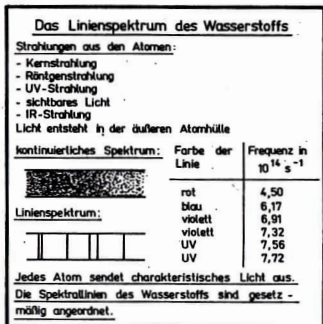 Das Linienspektrum des Wasserstoffs
Strahlungen aus den Atomen:
- Kernstrahlung
- Röntgenstrahlung
- UV-Strahlung
- sichtbares Licht
- IR-Strahlung
Licht entsteht in der äußeren Atomhülle
kontinuierliches Spektrum:
Linienspektrum:
Farbe der Linie Frequenz in 10¹⁴ s⁻¹
rot 4,50
blau 6,17
violett 6,91
violett 7,32
UV 7,56
UV 7,72
Jedes Atom sendet charakteristisches Licht aus.
Die Spektrallinien des Wasserstoffs sind gesetz-
mäßig angeordnet.